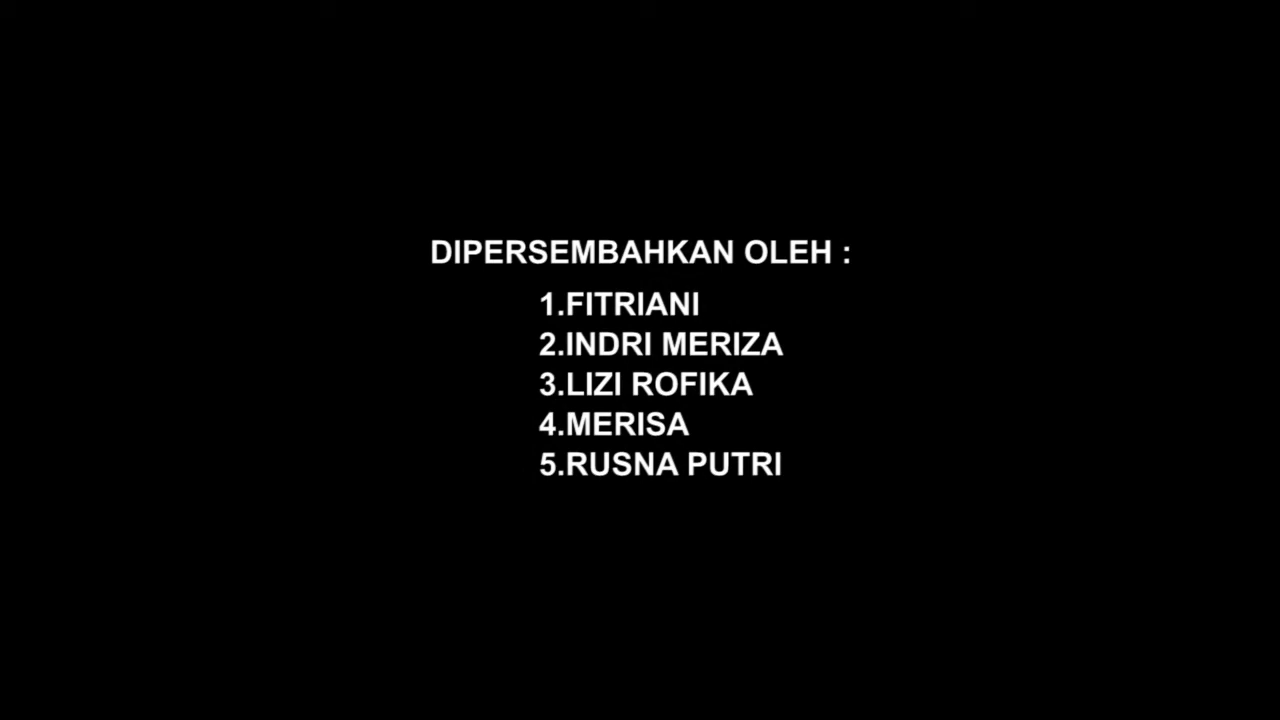 DIPERSEMBAHKAN OLEH :
1.FITRIANI
2.INDRI MERIZA
3.LIZI ROFIKA
4.MERISA
5.RUSNA PUTRI